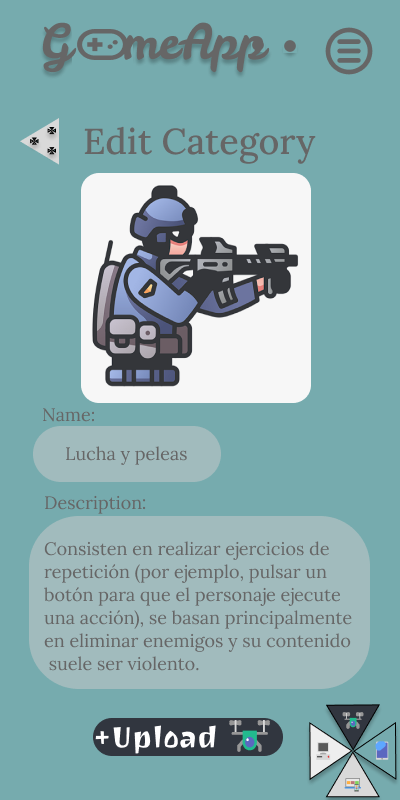 GameApp
Edit Category
Name:
Lucha y peleas
Description:
Consisten en realizar ejercicios de
repetición (por ejemplo, pulsar un
botón para que el personaje ejecute
una acción), se basan principalmente
en eliminar enemigos y su contenido
suele ser violento.
+Upload